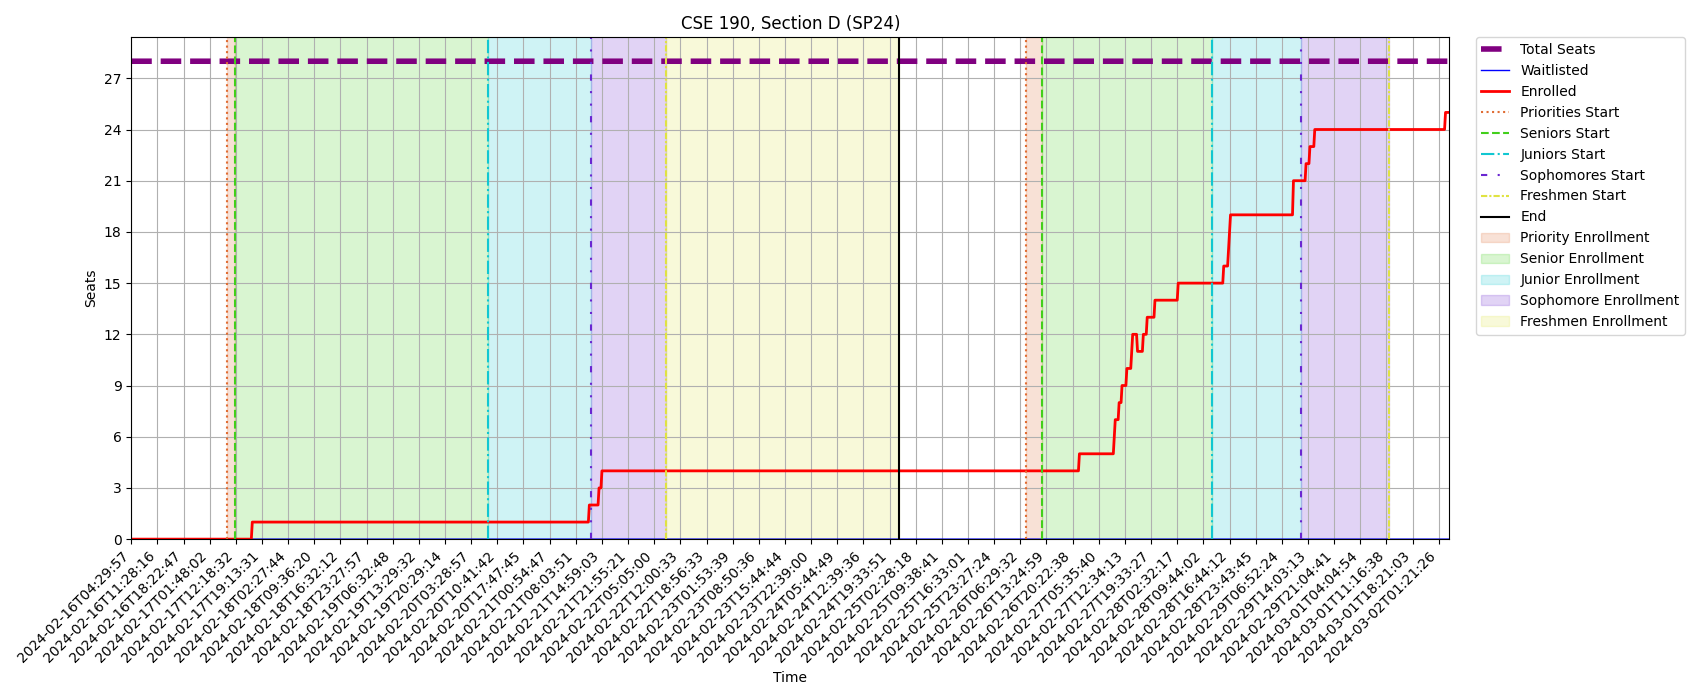 CSE 190, Section D (SP24)
Total Seats
Waitlisted
Enrolled
Priorities Start
Seniors Start
Juniors Start
Sophomores Start
Freshmen Start
End
Priority Enrollment
Senior Enrollment
Junior Enrollment
Sophomore Enrollment
Freshmen Enrollment
Seats
27
24
21
18
15
12
9
6
3
0
2024-02-16T04:29:57
2024-02-16T11:28:16
2024-02-16T18:22:47
2024-02-17T01:48:02
2024-02-17T12:18:32
2024-02-17T19:13:31
2024-02-18T02:27:44
2024-02-18T09:36:20
2024-02-18T16:32:12
2024-02-18T23:27:57
2024-02-19T06:32:48
2024-02-19T13:29:32
2024-02-19T20:29:14
2024-02-20T03:28:57
2024-02-20T10:41:42
2024-02-20T17:47:45
2024-02-21T00:54:47
2024-02-21T08:03:51
2024-02-21T14:59:03
2024-02-21T21:55:21
2024-02-22T05:05:00
2024-02-22T12:00:33
2024-02-22T18:56:33
2024-02-23T01:53:39
2024-02-23T08:50:36
2024-02-23T15:44:44
2024-02-23T22:39:00
2024-02-24T05:44:49
2024-02-24T12:39:36
2024-02-24T19:33:51
2024-02-25T02:28:18
2024-02-25T09:38:41
2024-02-25T16:33:01
2024-02-25T23:27:24
2024-02-26T06:29:32
2024-02-26T13:24:59
2024-02-26T20:22:38
2024-02-27T05:35:40
2024-02-27T12:34:13
2024-02-27T19:33:27
2024-02-28T02:32:17
2024-02-28T09:44:02
2024-02-28T16:44:12
2024-02-28T23:43:45
2024-02-29T06:52:24
2024-02-29T14:03:13
2024-02-29T21:04:41
2024-03-01T04:04:54
2024-03-01T11:16:38
2024-03-01T18:21:03
2024-03-02T01:21:26
Time